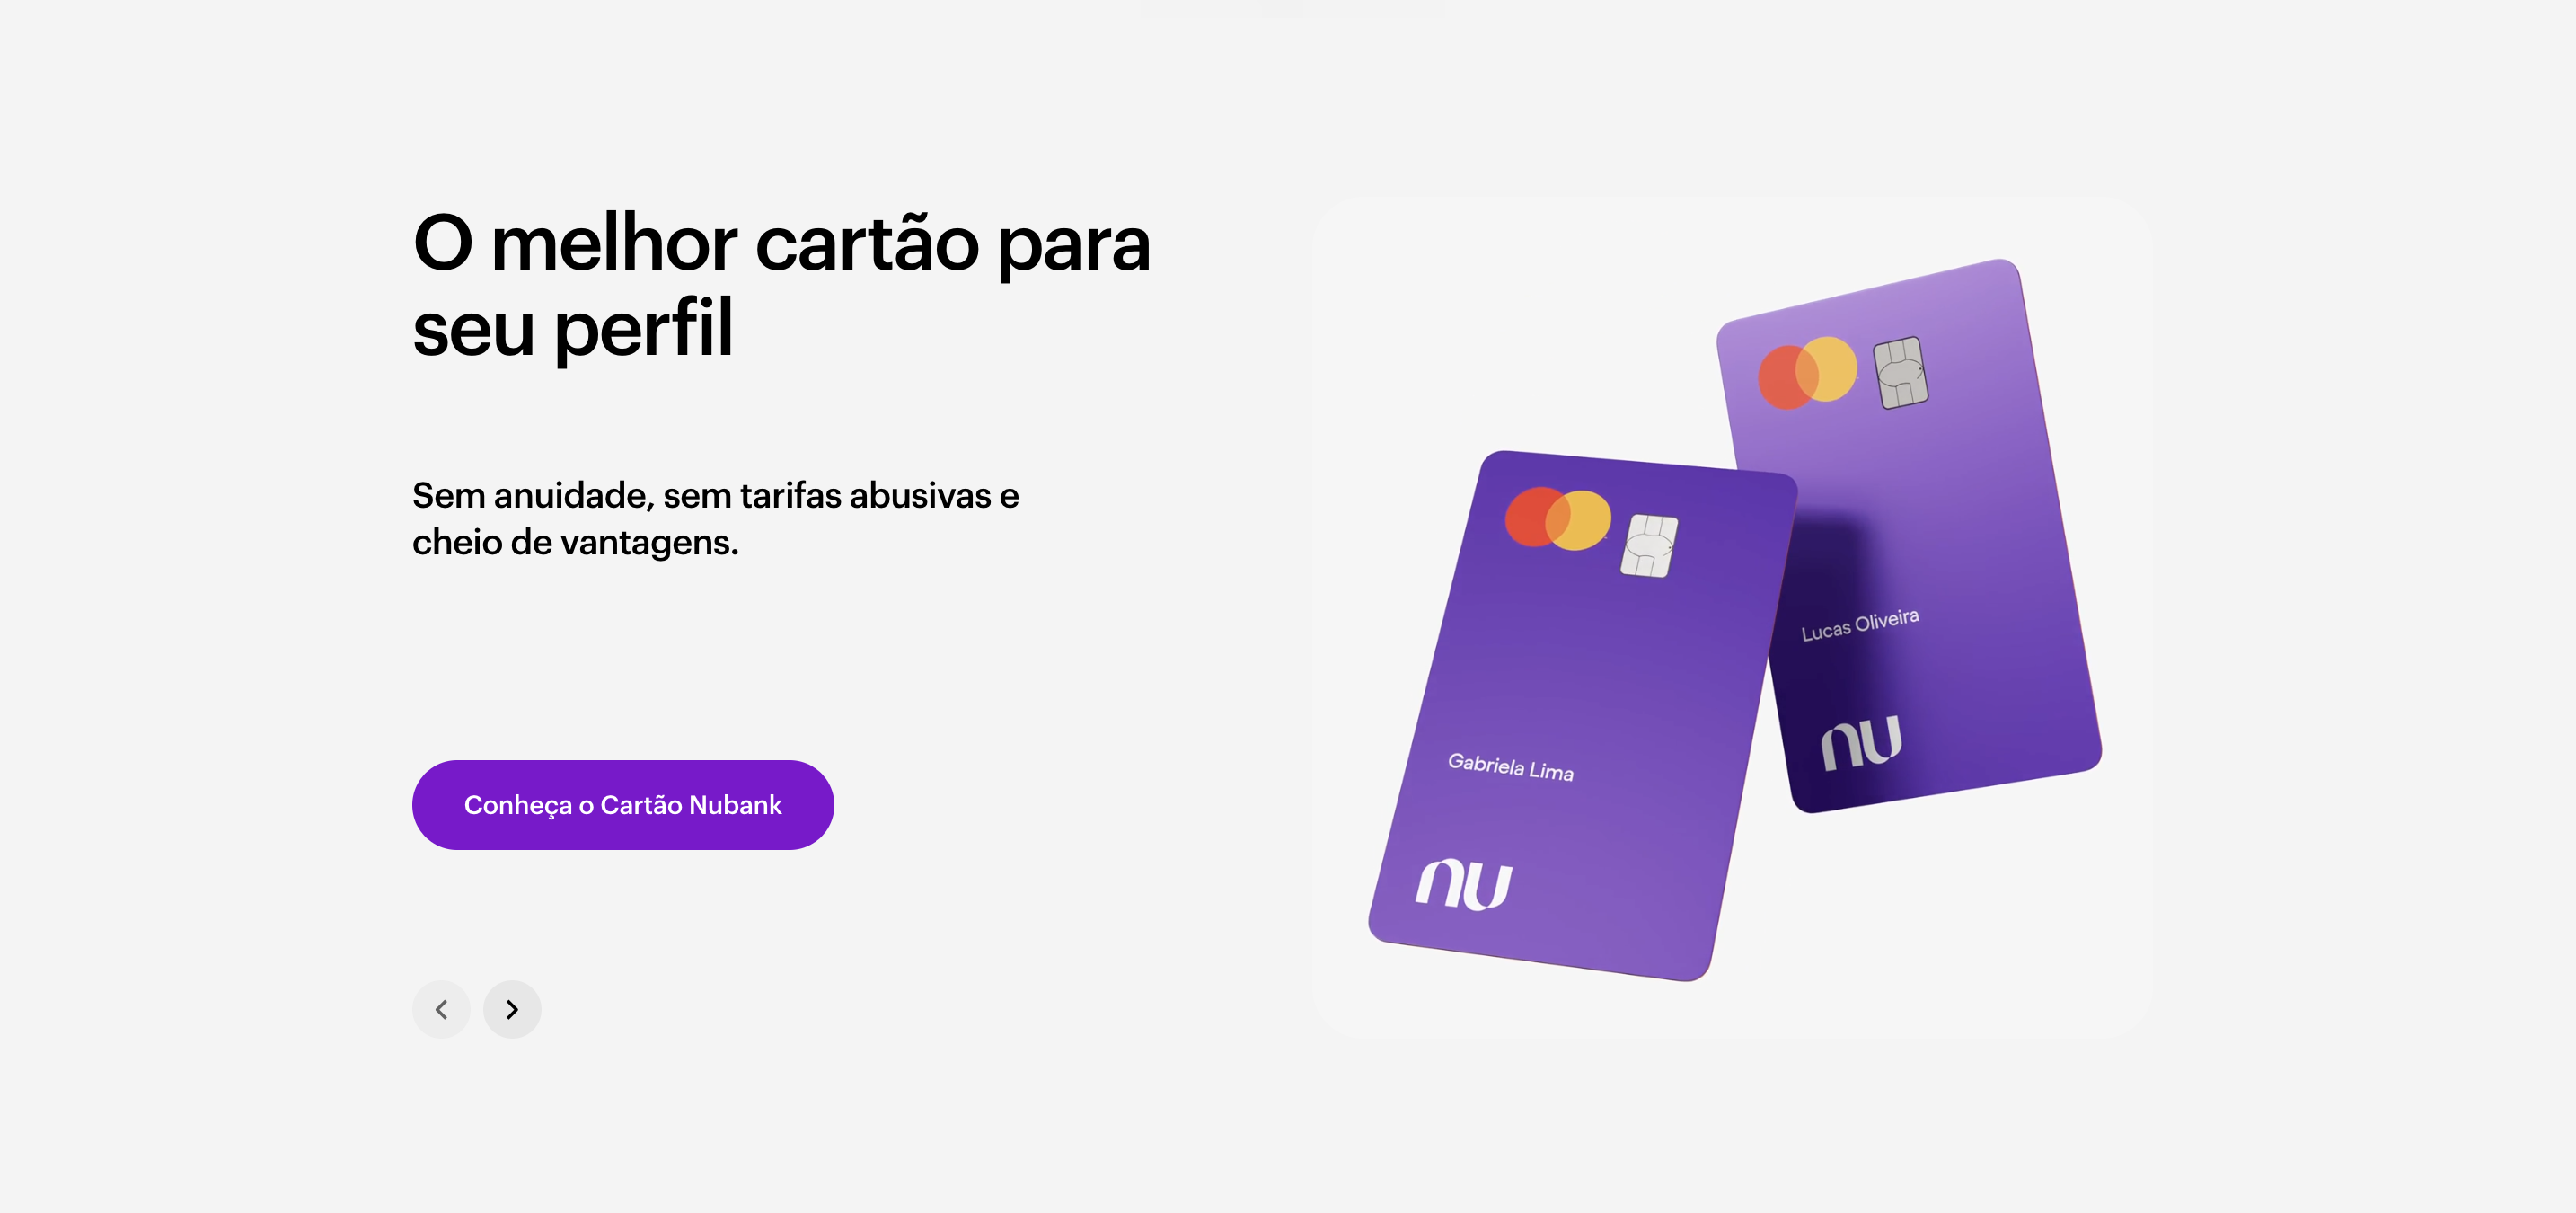 O melhor cartão para
seu perfil
Sem anuidade, sem tarifas abusivas e
cheio de vantagens.
Conheça o Cartão Nubank
Lucas Oliveira
nu
Gabriela Lima
nu